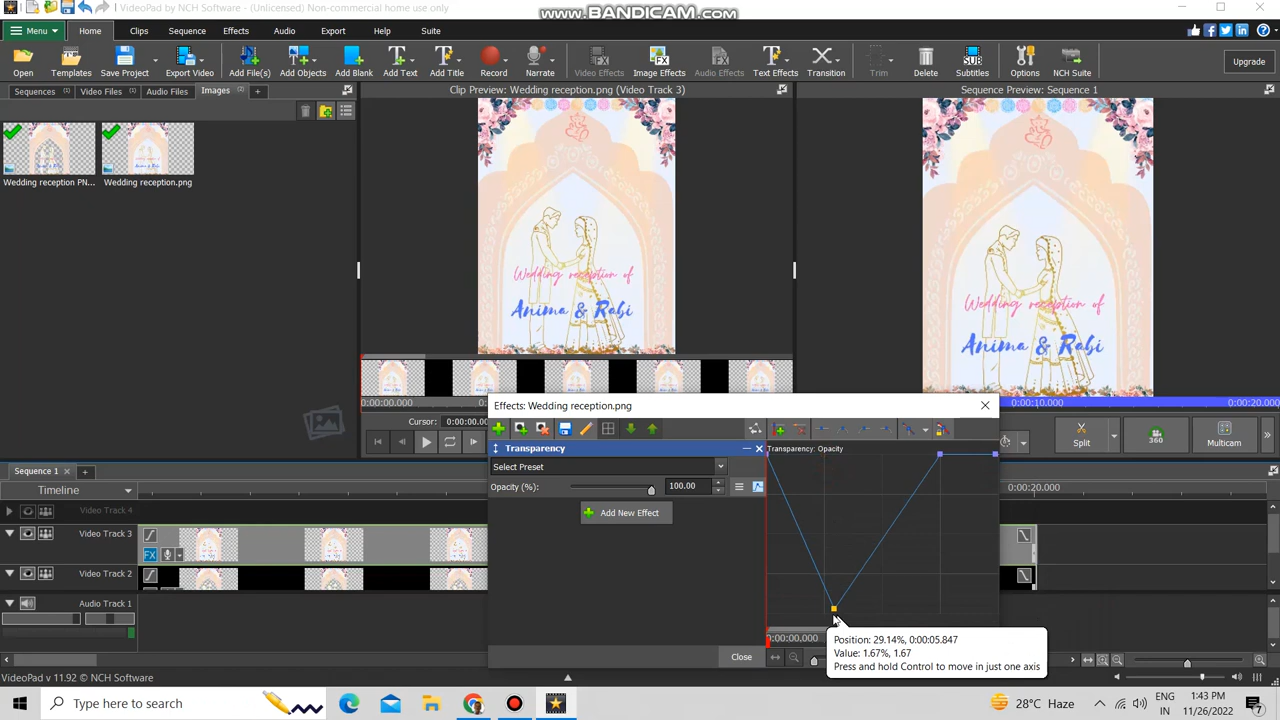 VideoPad by NCH Software - (Unlicensed) Non-commercial home use only
www.BANDICAM.com
Menu Home Clips Sequence Effects Audio Export Help Suite
Open Templates Save Project Export Video Add File(s) Add Objects Add Blank Add Text Add Title Record Narrate Video Effects Image Effects Audio Effects Text Effects Transition Trim Delete Subtitles Options NCH Suite Upgrade
Sequences Video Files Audio Files Images
Clip Preview: Wedding reception.png (Video Track 3)
Sequence Preview: Sequence 1
Wedding reception PN... Wedding reception.png
Wedding reception of
Anima & Rabi
Wedding reception of
Anima & Rabi
0:00:00.000
0:00:10.000 0:00:20.000
Cursor: 0:00:00.
Split 360 Multicam
Effects: Wedding reception.png
Transparency
Transparency: Opacity
Select Preset
Opacity (%): 100.00
Add New Effect
0:00:00.000
Close
Position: 29.14%, 0:00:05.847
Value: 1.67%, 1.67
Press and hold Control to move in just one axis
Sequence 1
Timeline
0:00:20.000
Video Track 4
Video Track 3
FX
Video Track 2
Audio Track 1
VideoPad v 11.92 © NCH Software
Type here to search
28°C Haze
ENG
IN
1:43 PM
11/26/2022
7